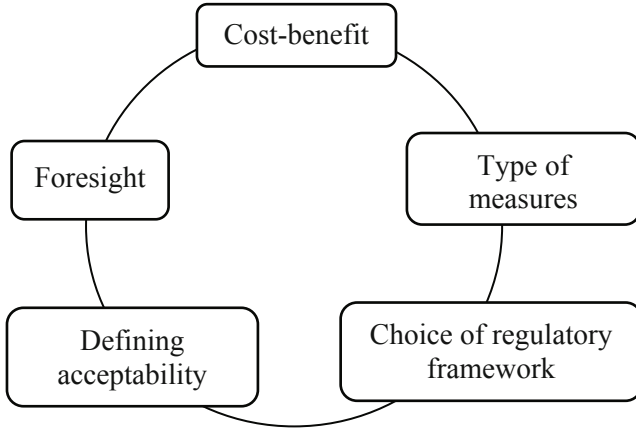 Cost-benefit
Foresight
Type of
measures
Defining
acceptability
Choice of regulatory
framework